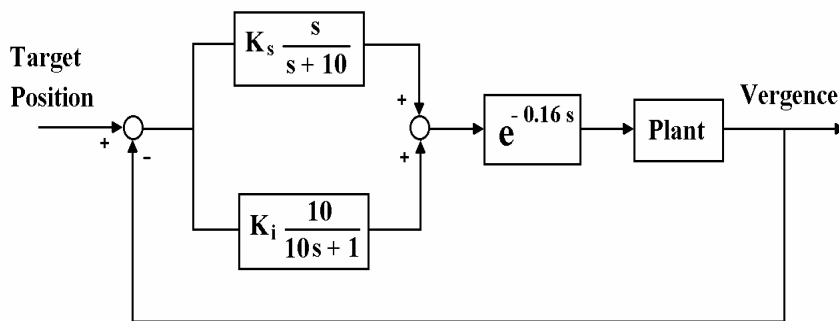 Target
Position
+
-
K s s
s + 10
K i 10
10s + 1
+
+
e - 0.16 s
Plant
Vergence